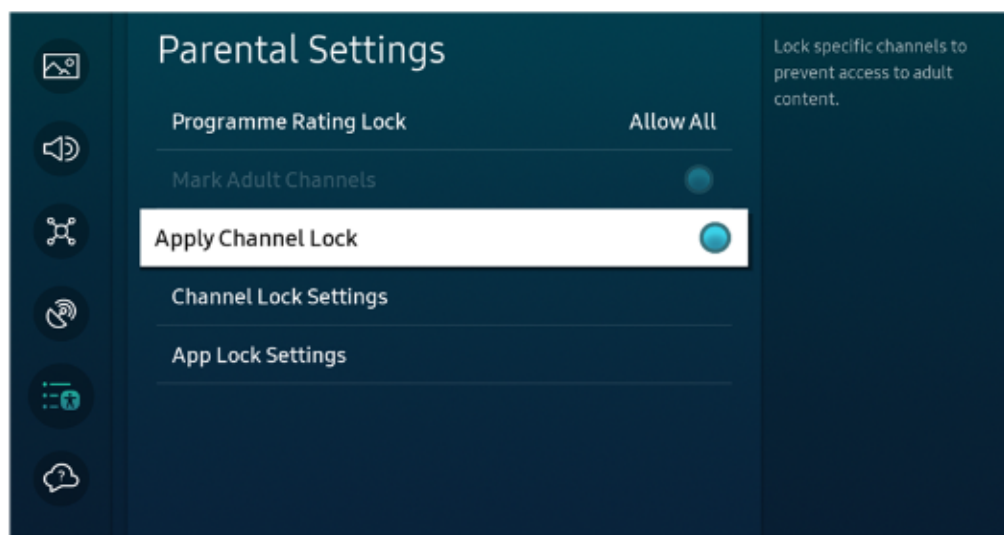 Parental Settings
Programme Rating Lock Allow All
Mark Adult Channels
Apply Channel Lock
Channel Lock Settings
App Lock Settings
Lock specific channels to
prevent access to adult
content.
?